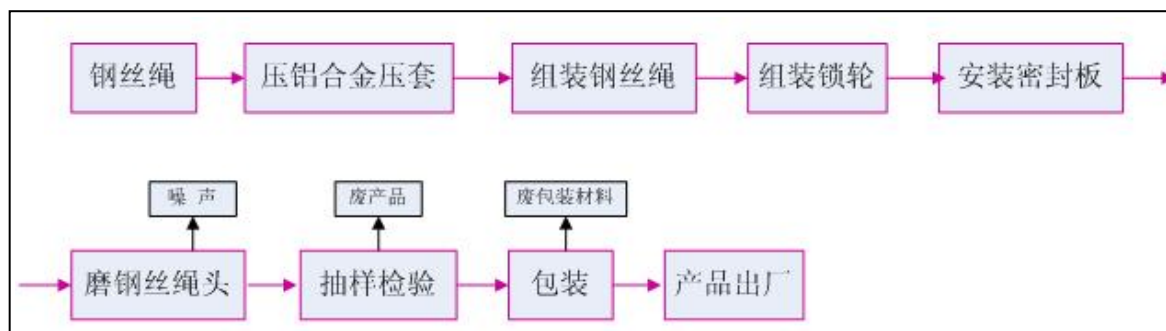 钢丝绳 压铝合金压套 组装钢丝绳 组装锁轮 安装密封板
噪 声 废产品 废包装材料
磨钢丝绳头 抽样检验 包装 产品出厂